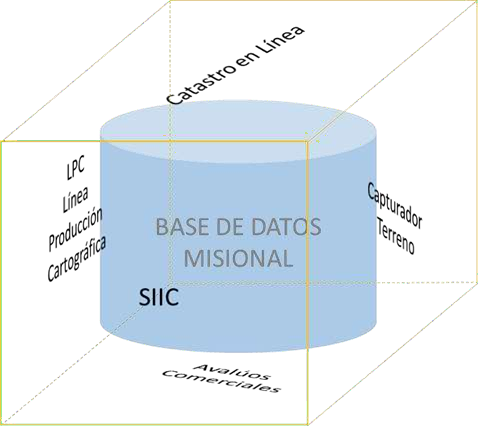 Catastro en Línea
LPC
Línea
Producción
Cartográfica
Capturador
Terreno
BASE DE DATOS
MISIONAL
SIIC
Avalúos
Comerciales